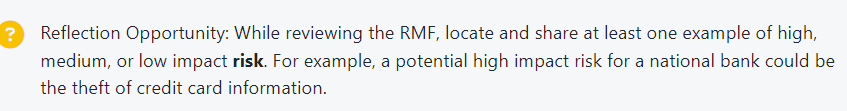 ?
Reflection Opportunity: While reviewing the RMF, locate and share at least one example of high,
medium, or low impact risk. For example, a potential high impact risk for a national bank could be
the theft of credit card information.